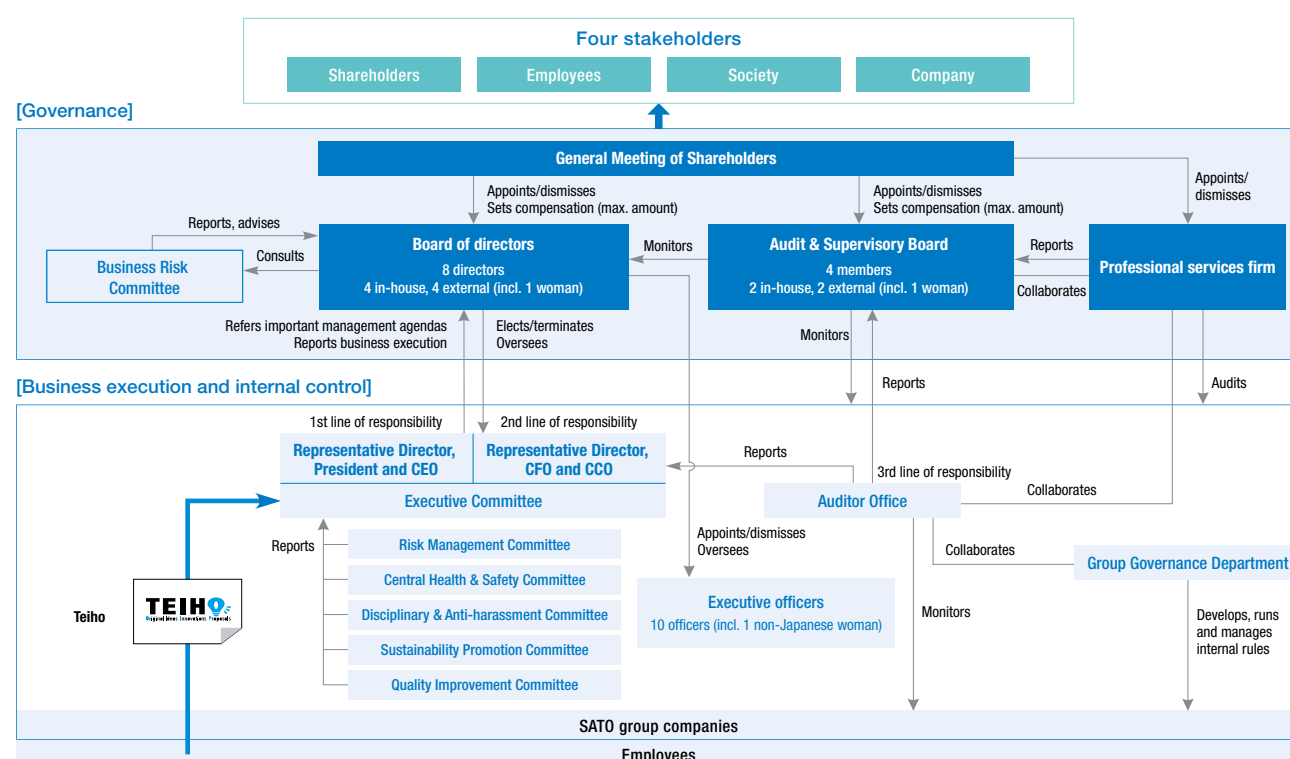 Four stakeholders
Shareholders
Employees
Society
Company
[Governance]
General Meeting of Shareholders
Appoints/dismisses
Sets compensation (max. amount)
Appoints/dismisses
Sets compensation (max. amount)
Appoints/
dismisses
Reports, advises
Business Risk
Committee
Consults
Board of directors
8 directors
4 in-house, 4 external (incl. 1 woman)
Monitors
Audit & Supervisory Board
4 members
2 in-house, 2 external (incl. 1 woman)
Reports
Collaborates
Professional services firm
Refers important management agendas
Reports business execution
Elects/terminates
Oversees
Monitors
[Business execution and internal control]
Reports
Audits
1st line of responsibility
2nd line of responsibility
Representative Director,
President and CEO
Representative Director,
CFO and CCO
Executive Committee
Reports
3rd line of responsibility
Auditor Office
Collaborates
Reports
Risk Management Committee
Central Health & Safety Committee
Disciplinary & Anti-harassment Committee
Sustainability Promotion Committee
Quality Improvement Committee
Appoints/dismisses
Oversees
Collaborates
Group Governance Department
Executive officers
10 officers (incl. 1 non-Japanese woman)
Monitors
Develops, runs
and manages
internal rules
Teiho
TEIHO
Original Ideas Innovations Proposals
SATO group companies
Employees